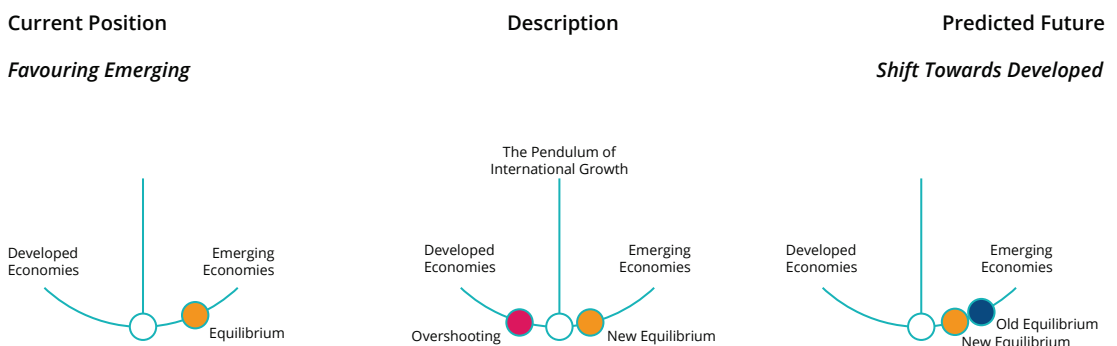 Current Position
Description
Predicted Future
Favouring Emerging
Shift Towards Developed
The Pendulum of
International Growth
Developed
Economies
Emerging
Economies
Equilibrium
Developed
Economies
Emerging
Economies
Overshooting
New Equilibrium
Developed
Economies
Emerging
Economies
Old Equilibrium
New Equilibrium